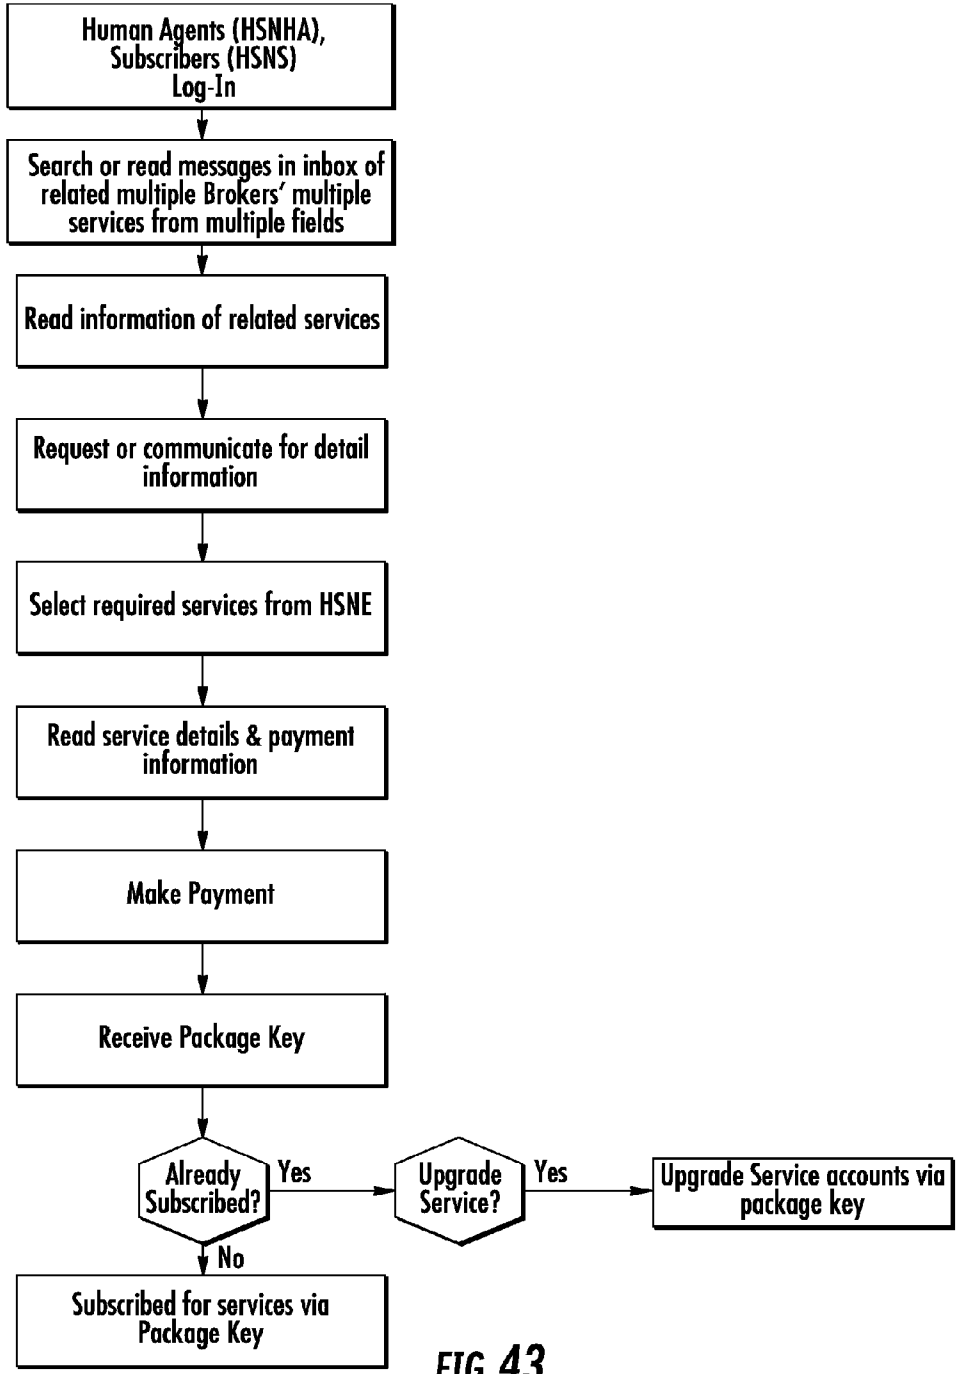 Human Agents (HSNHA),
Subscribers (HSNS)
Log-In
Search or read messages in inbox of
related multiple Brokers' multiple
services from multiple fields
Read information of related services
Request or communicate for detail
information
Select required services from HSNE
Read service details & payment
information
Make Payment
Receive Package Key
Already
Subscribed?
Yes
Upgrade
Service?
Yes
Upgrade Service accounts via
package key
No
Subscribed for services via
Package Key
FIG. 43